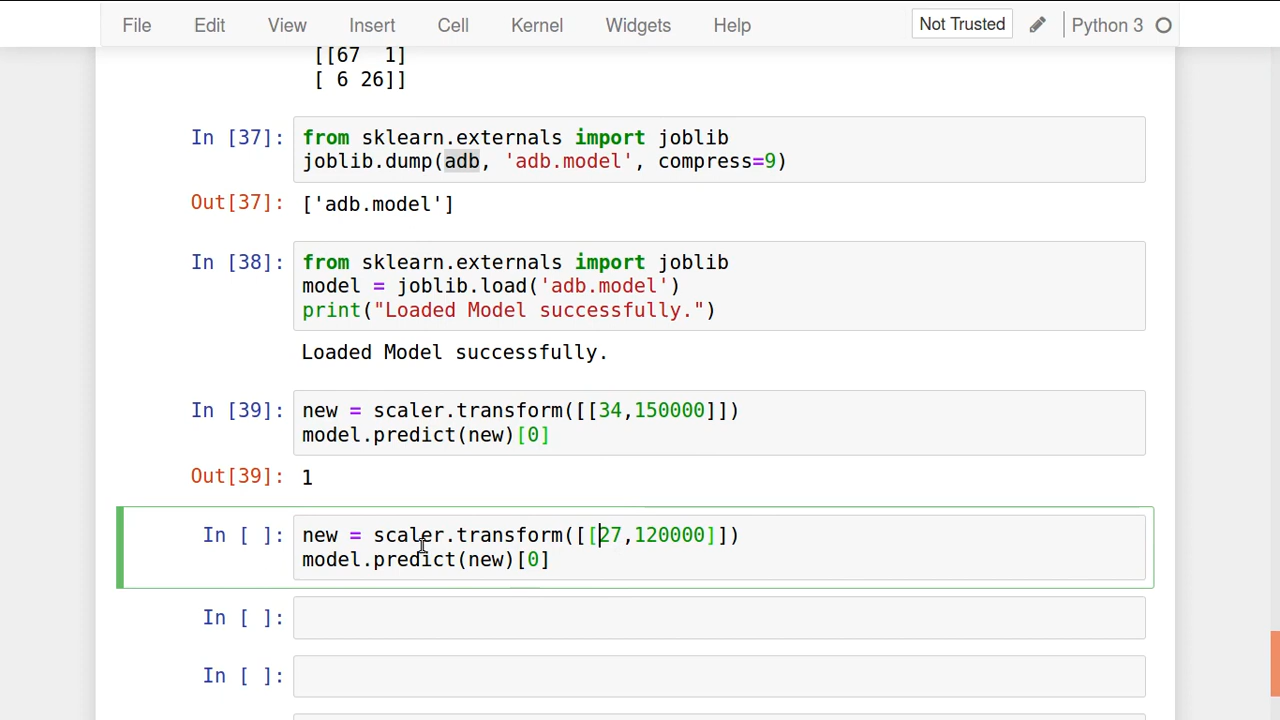 File Edit View Insert Cell Kernel Widgets Help Not Trusted Python 3
[[67  1]
[ 6 26]]
In [37]: from sklearn.externals import joblib
joblib.dump(adb, 'adb.model', compress=9)
Out[37]: ['adb.model']
In [38]: from sklearn.externals import joblib
model = joblib.load('adb.model')
print("Loaded Model successfully.")
Loaded Model successfully.
In [39]: new = scaler.transform([[34,150000]])
model.predict(new)[0]
Out[39]: 1
In [ ]: new = scaler.transform([[27,120000]])
model.predict(new)[0]
In [ ]:
In [ ]: